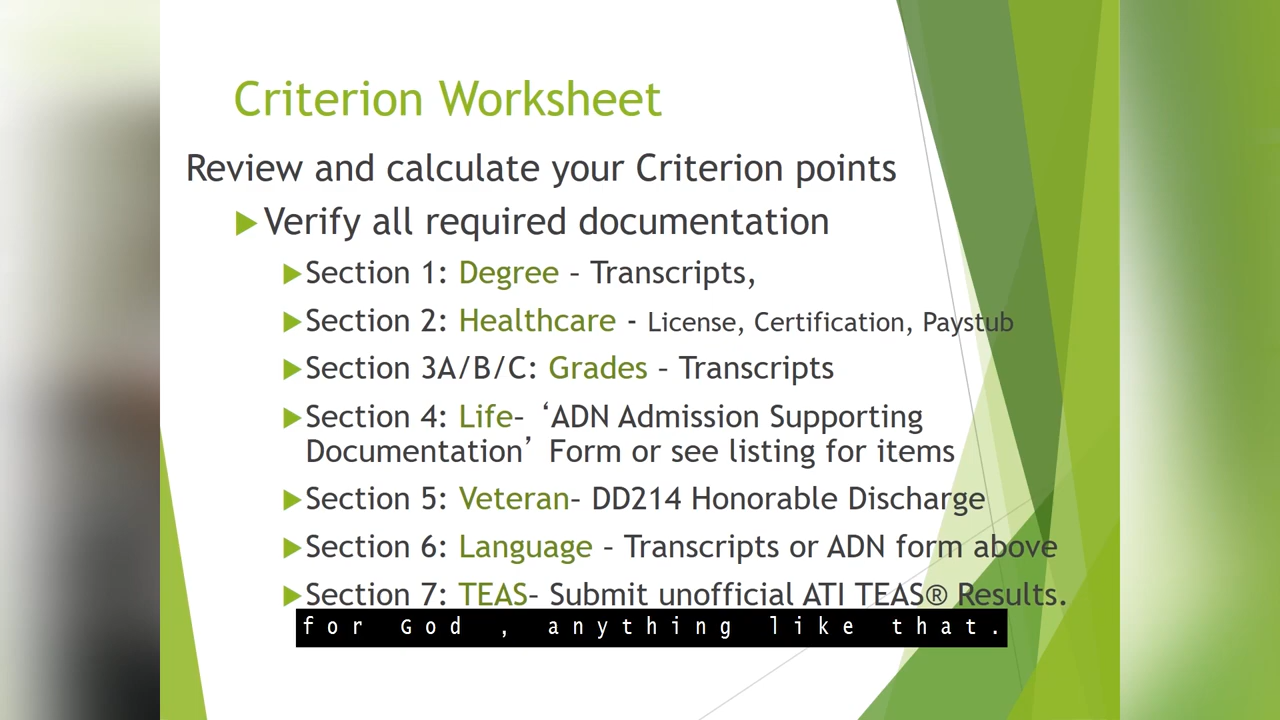 Criterion Worksheet
Review and calculate your Criterion points
Verify all required documentation
Section 1: Degree – Transcripts,
Section 2: Healthcare - License, Certification, Paystub
Section 3A/B/C: Grades – Transcripts
Section 4: Life– ‘ADN Admission Supporting
Documentation’ Form or see listing for items
Section 5: Veteran– DD214 Honorable Discharge
Section 6: Language – Transcripts or ADN form above
Section 7: TEAS– Submit unofficial ATI TEAS® Results.
for God , anything like that.